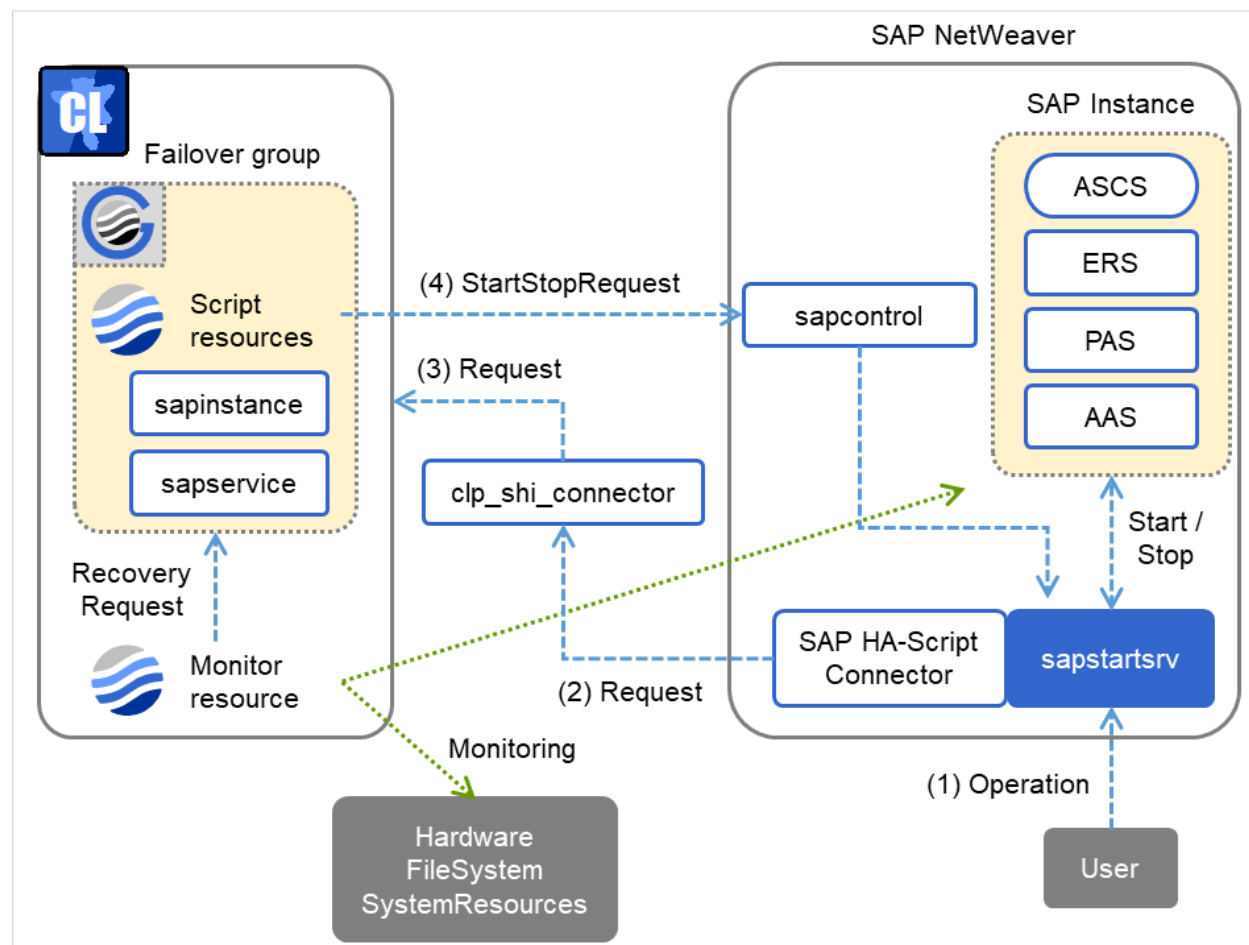 SAP NetWeaver
CL
Failover group
Script
resources
sapinstance
sapservice
Recovery
Request
Monitor
resource
(4) StartStopRequest
(3) Request
clp_shi_connector
(2) Request
Monitoring
Hardware
FileSystem
SystemResources
SAP Instance
ASCS
ERS
PAS
AAS
sapcontrol
Start /
Stop
SAP HA-Script
Connector
sapstartsrv
(1) Operation
User